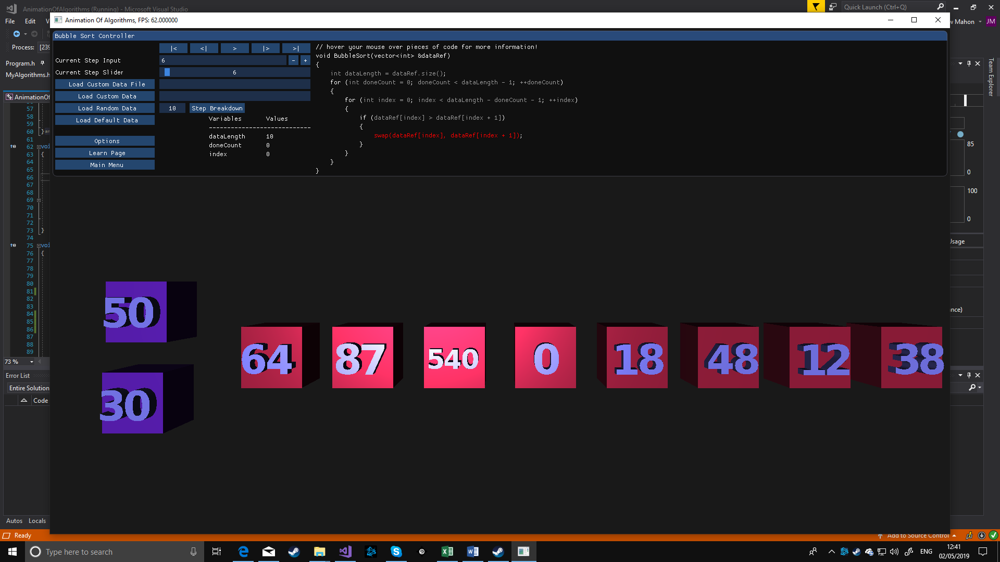 AnimationOfAlgorithms (Running) - Microsoft Visual Studio
Quick Launch (Ctrl+Q)
File Edit V
w Mahon JM
Animation Of Algorithms, FPS: 62.000000
Process: [239
Program.h
MyAlgorithms.h
AnimationOf
Team Explorer
Bubble Sort Controller
|< <| > |> >|
Current Step Input 6 - +
Current Step Slider 6
Load Custom Data File
Load Custom Data
Load Random Data 10 Step Breakdown
Load Default Data
Options
Learn Page
Main Menu
Variables Values
----------------------------
dataLength 10
doneCount 0
index 0
// hover your mouse over pieces of code for more information!
void BubbleSort(vector<int> &dataRef)
{
int dataLength = dataRef.size();
for (int doneCount = 0; doneCount < dataLength - 1; ++doneCount)
{
for (int index = 0; index < dataLength - doneCount - 1; ++index)
{
if (dataRef[index] > dataRef[index + 1])
{
swap(dataRef[index], dataRef[index + 1]);
}
}
}
}
57
58
59
60 }
61
62 voi
63 {
64
65
66
67
68
69
70
71
72
73 }
74
75 voi
76 {
77
78
79
80
81
82
83
84
85
86
87
88
89
73 %
85
0
100
0
Usage
ance)
50
30
64 87 540 0 18 48 12 38
Error List
Entire Solution
Code
Autos Locals
Ready
Add to Source Control
Type here to search
ENG
12:41
02/05/2019